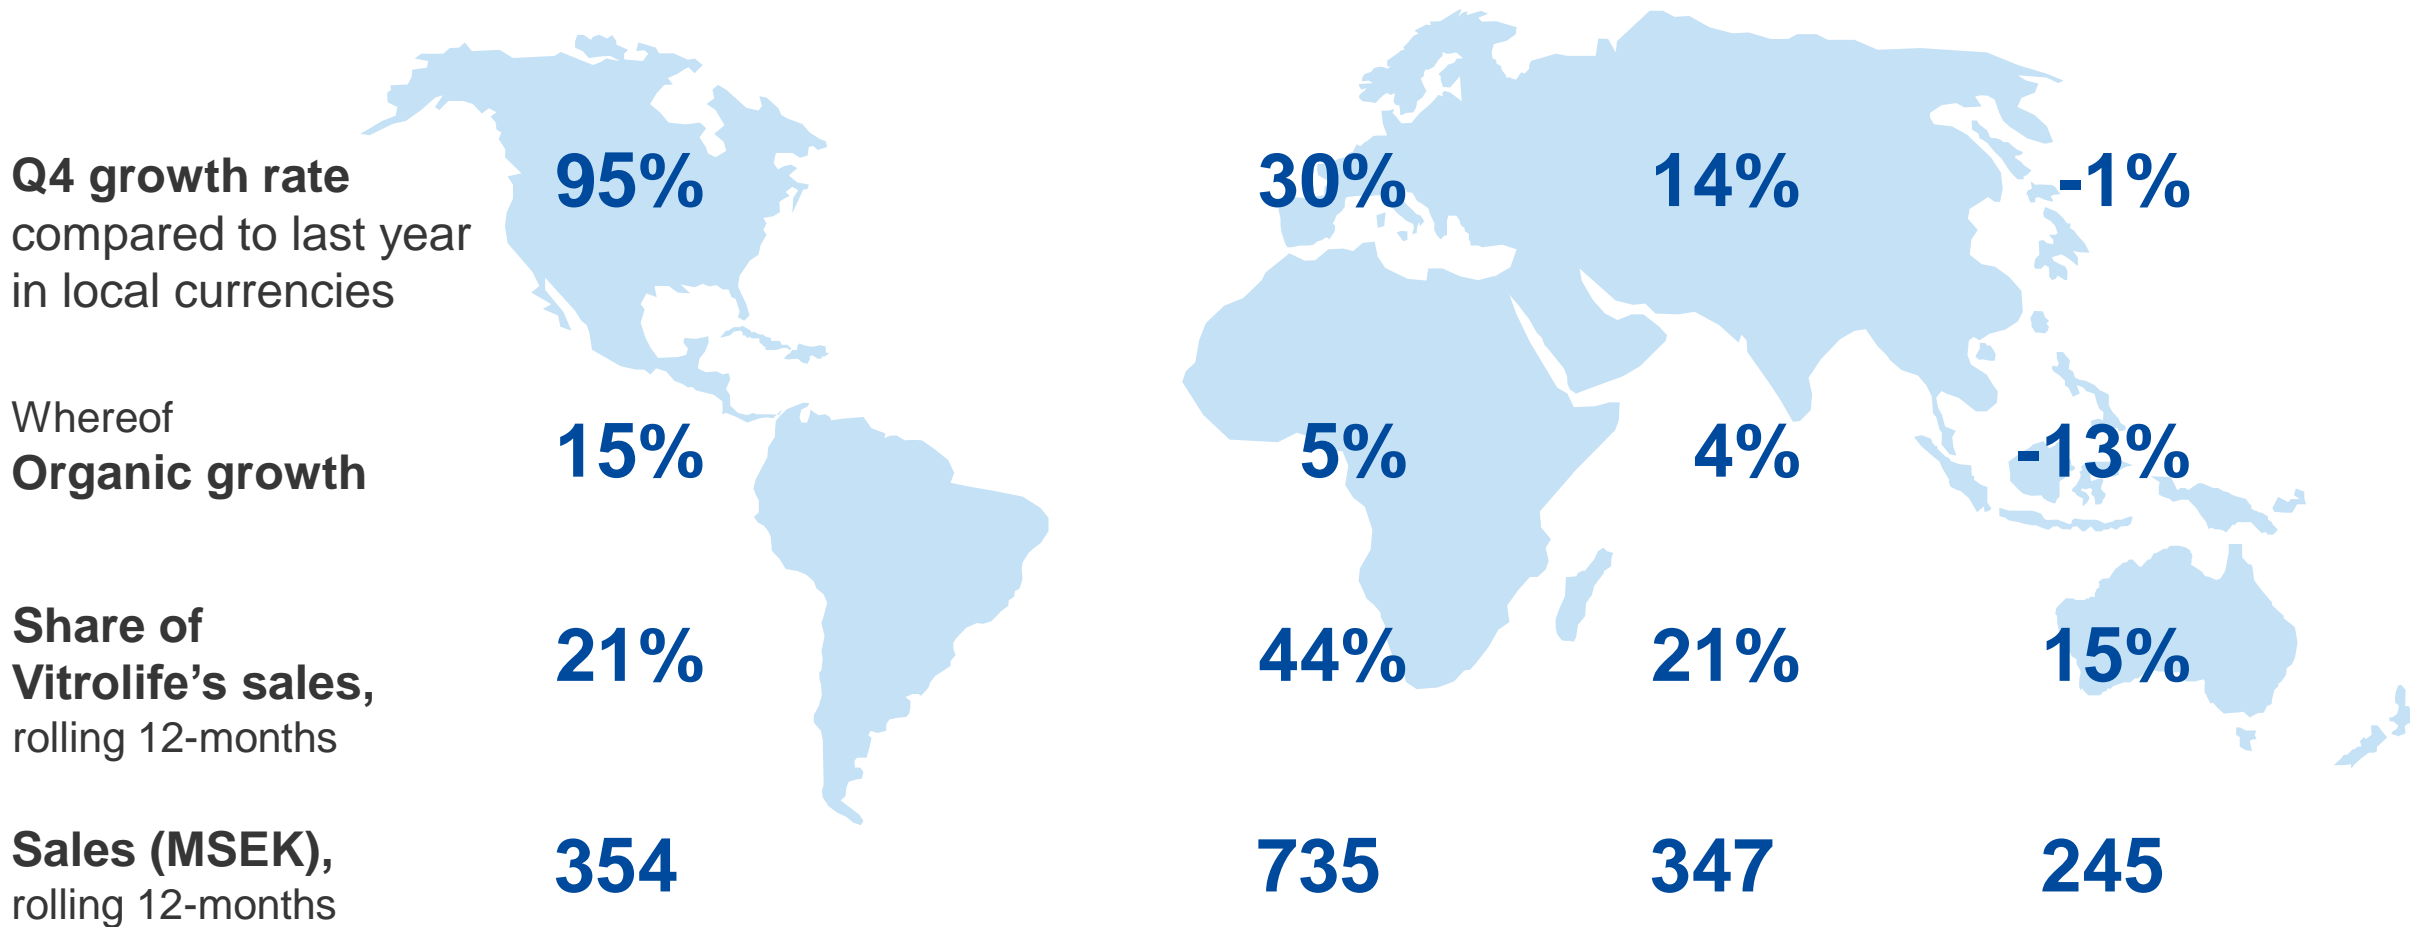 Q4 growth rate
compared to last year
in local currencies
95% 30% 14% -1%
Whereof
Organic growth
15% 5% 4% -13%
Share of
Vitrolife’s sales,
rolling 12-months
21% 44% 21% 15%
Sales (MSEK),
rolling 12-months
354 735 347 245